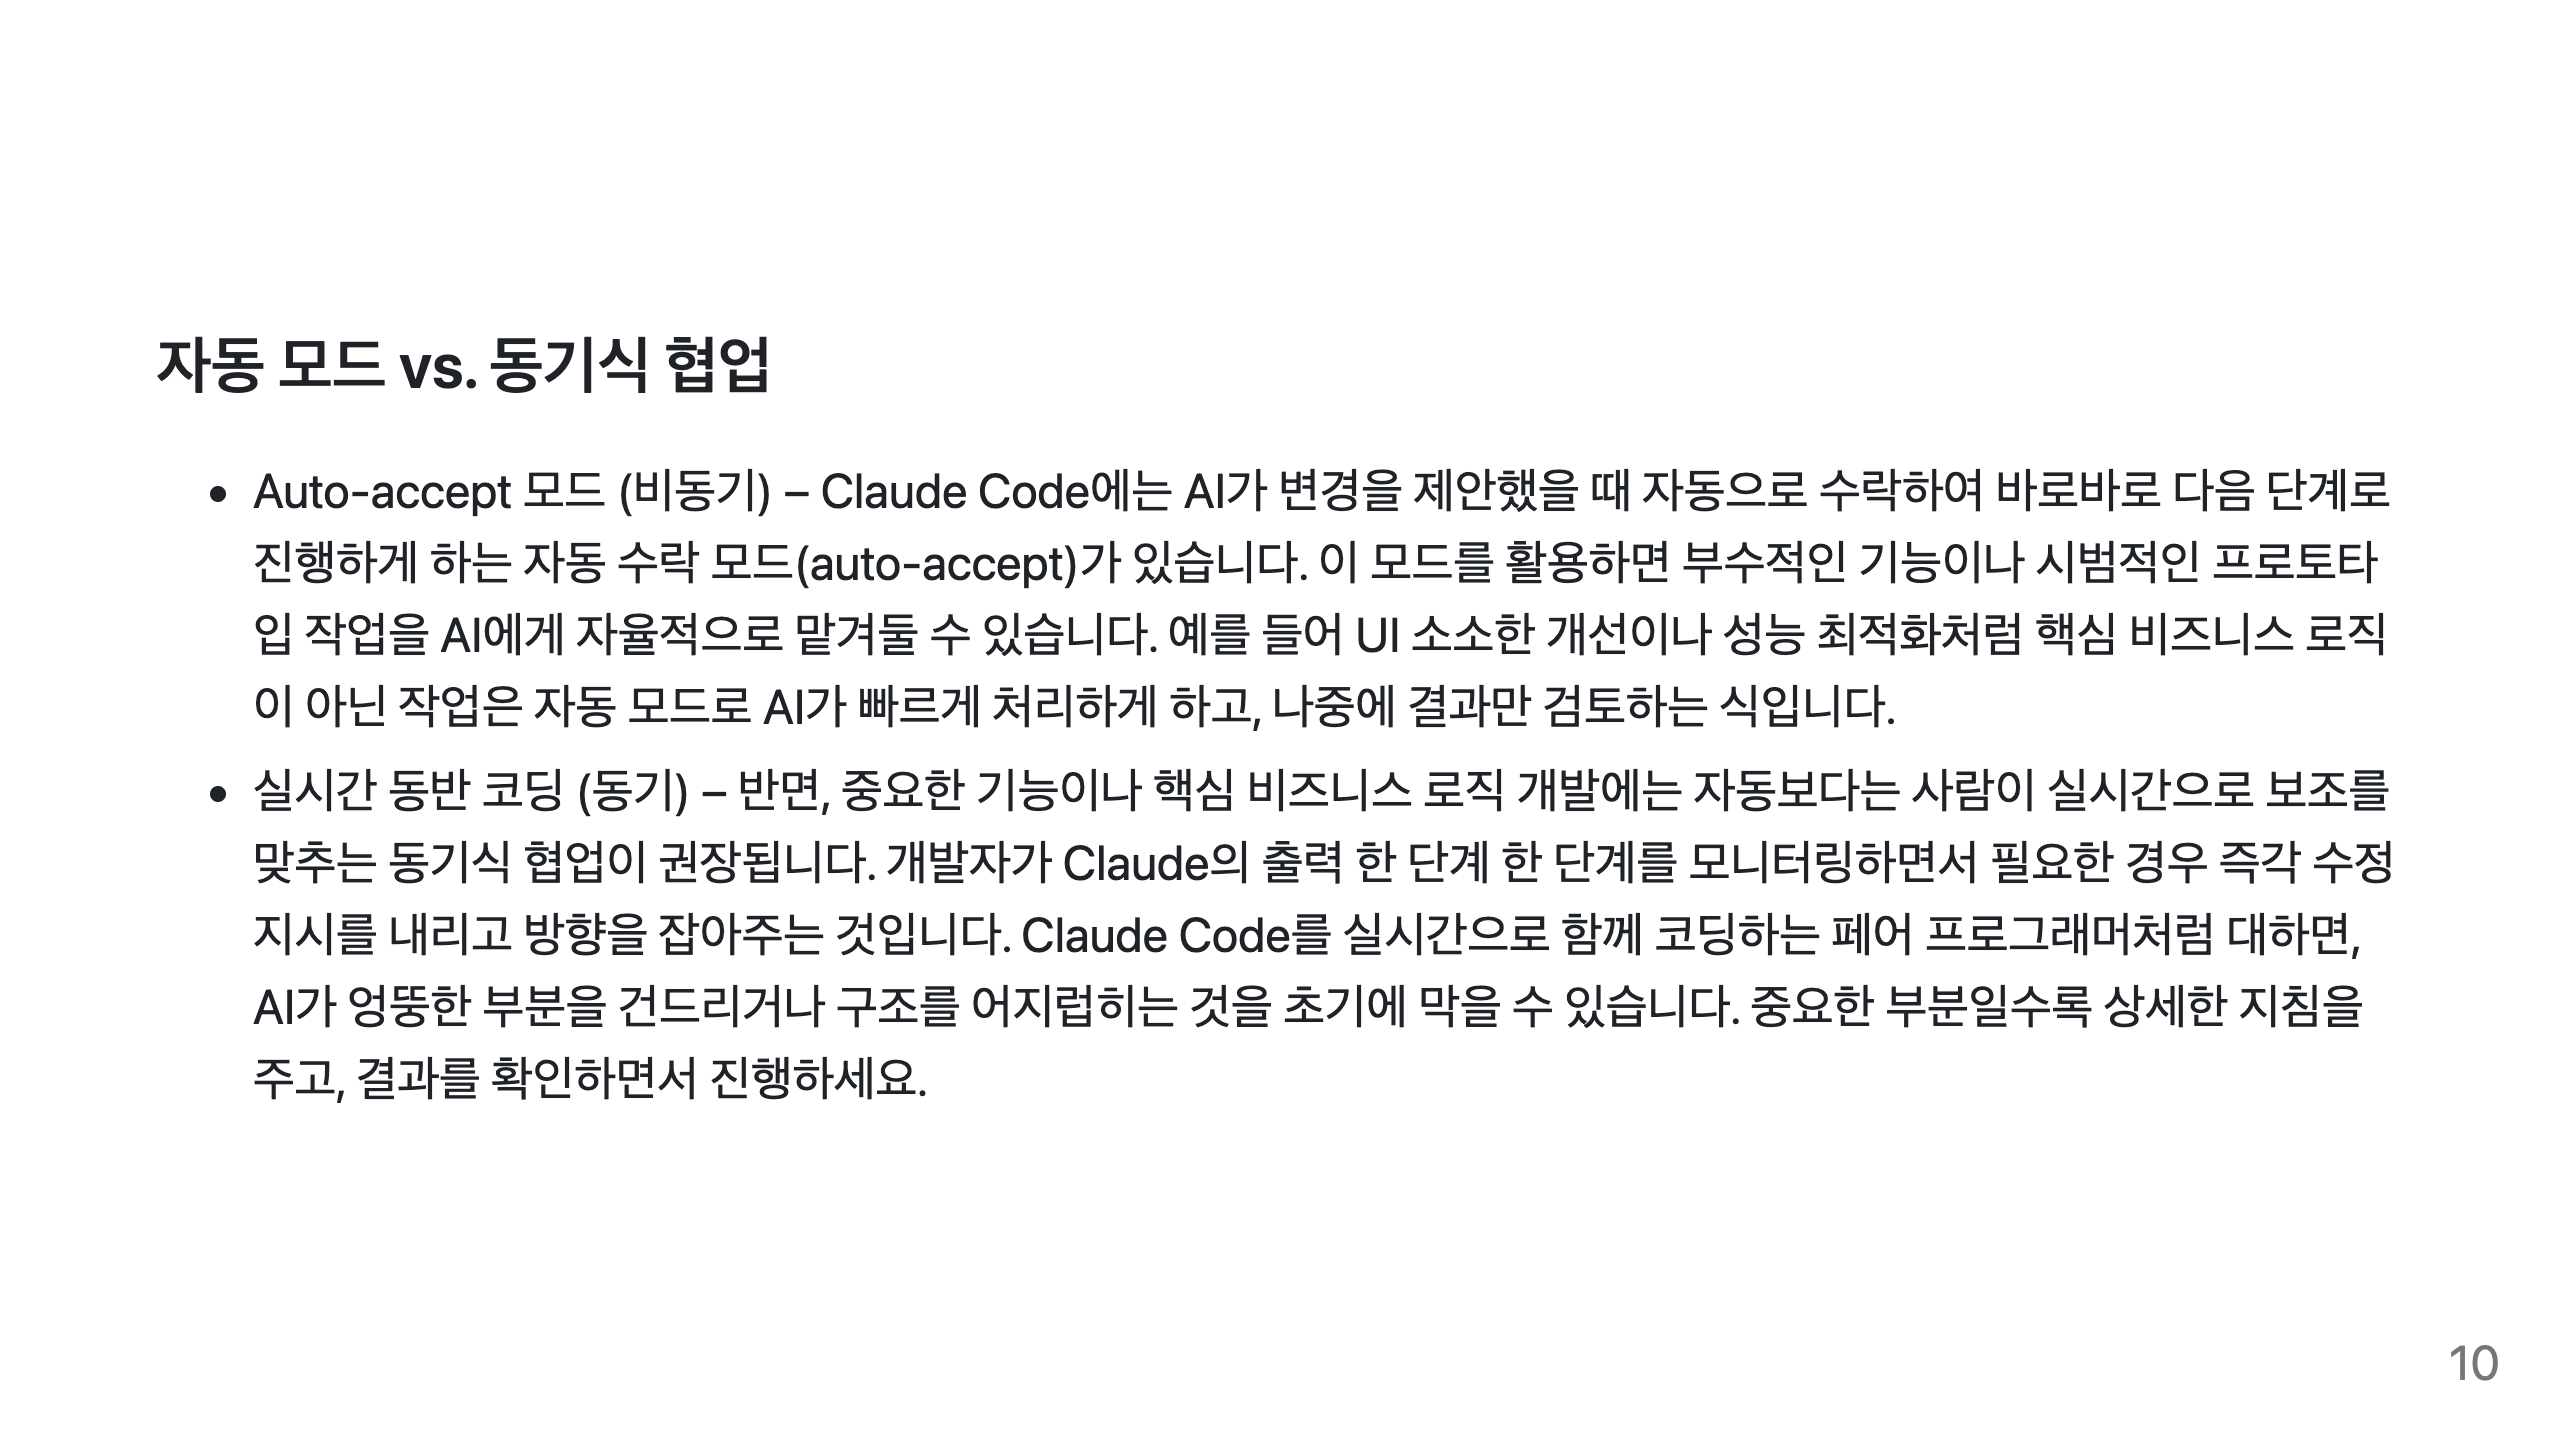 자동 모드 vs. 동기식 협업
• Auto-accept 모드 (비동기) – Claude Code에는 AI가 변경을 제안했을 때 자동으로 수락하여 바로바로 다음 단계로
진행하게 하는 자동 수락 모드(auto-accept)가 있습니다. 이 모드를 활용하면 부수적인 기능이나 시범적인 프로토타
입 작업을 AI에게 자율적으로 맡겨둘 수 있습니다. 예를 들어 UI 소소한 개선이나 성능 최적화처럼 핵심 비즈니스 로직
이 아닌 작업은 자동 모드로 AI가 빠르게 처리하게 하고, 나중에 결과만 검토하는 식입니다.
• 실시간 동반 코딩 (동기) – 반면, 중요한 기능이나 핵심 비즈니스 로직 개발에는 자동보다는 사람이 실시간으로 보조를
맞추는 동기식 협업이 권장됩니다. 개발자가 Claude의 출력 한 단계 한 단계를 모니터링하면서 필요한 경우 즉각 수정
지시를 내리고 방향을 잡아주는 것입니다. Claude Code를 실시간으로 함께 코딩하는 페어 프로그래머처럼 대하면,
AI가 엉뚱한 부분을 건드리거나 구조를 어지럽히는 것을 초기에 막을 수 있습니다. 중요한 부분일수록 상세한 지침을
주고, 결과를 확인하면서 진행하세요.
10